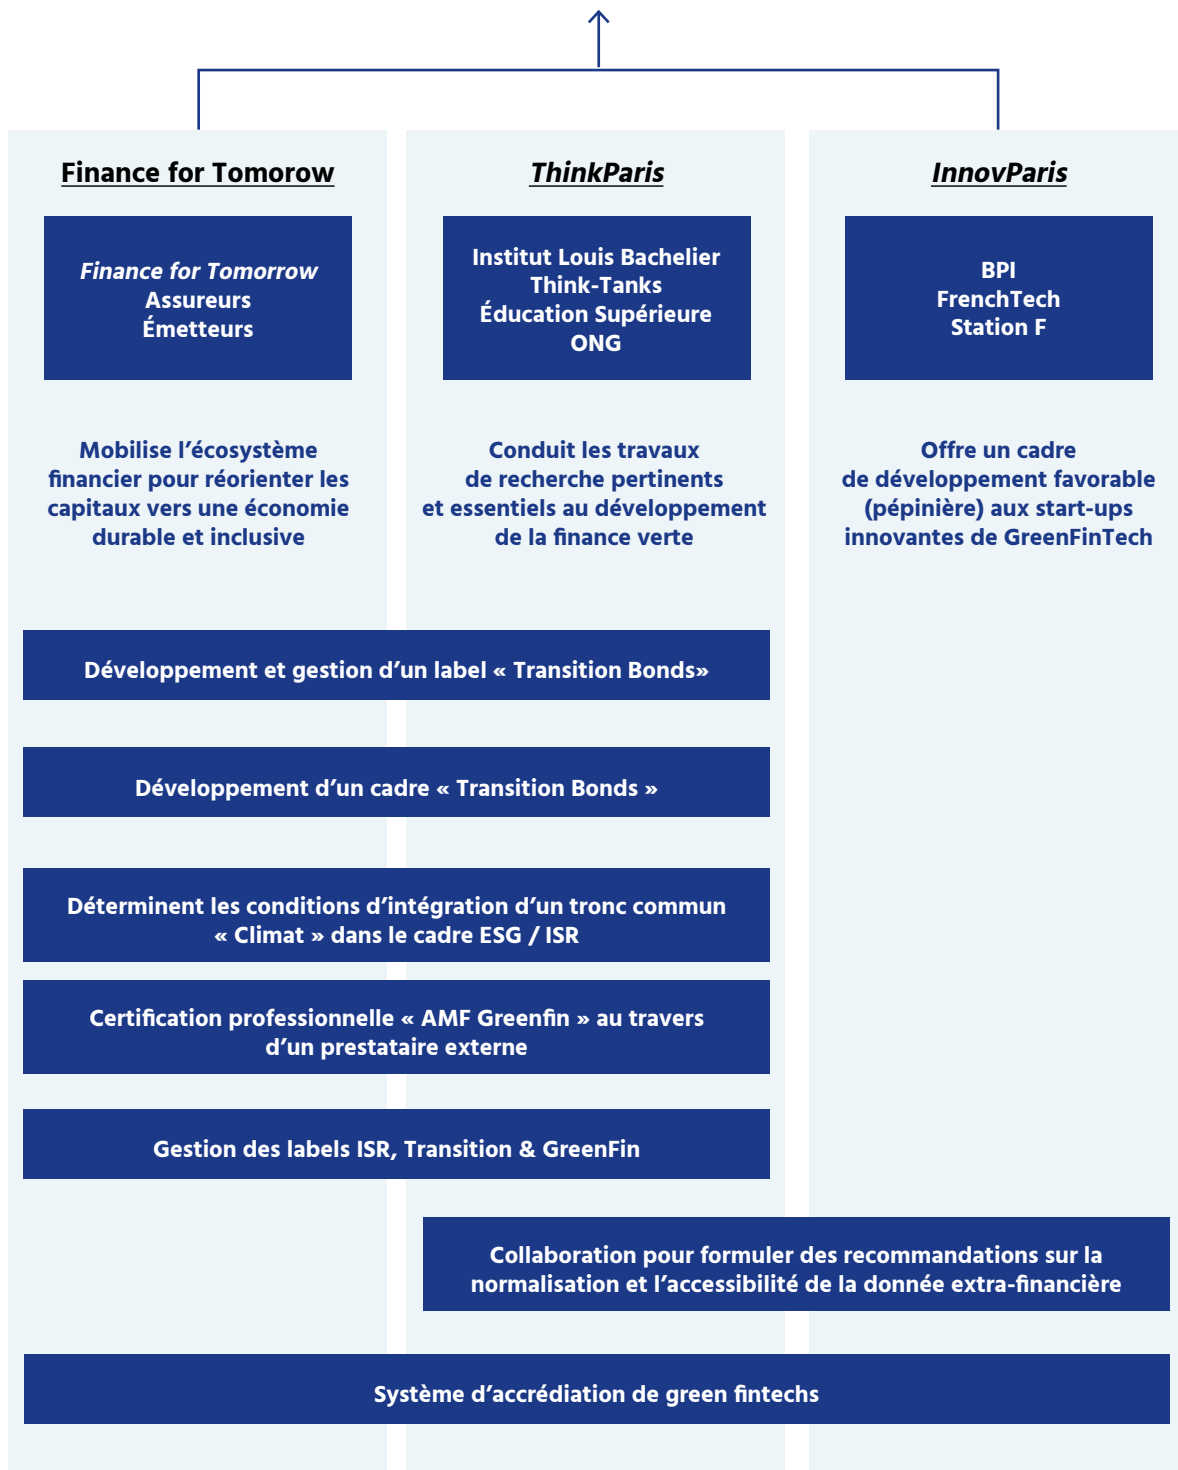 Finance for Tomorow
Finance for Tomorrow
Assureurs
Émetteurs
Mobilise l’écosystème
financier pour réorienter les
capitaux vers une économie
durable et inclusive
ThinkParis
Institut Louis Bachelier
Think-Tanks
Éducation Supérieure
ONG
Conduit les travaux
de recherche pertinents
et essentiels au développement
de la finance verte
InnovParis
BPI
FrenchTech
Station F
Offre un cadre
de développement favorable
(pépinière) aux start-ups
innovantes de GreenFinTech
Développement et gestion d’un label « Transition Bonds»
Développement d’un cadre « Transition Bonds »
Déterminent les conditions d’intégration d’un tronc commun
« Climat » dans le cadre ESG / ISR
Certification professionnelle « AMF Greenfin » au travers
d’un prestataire externe
Gestion des labels ISR, Transition & GreenFin
Collaboration pour formuler des recommandations sur la
normalisation et l’accessibilité de la donnée extra-financière
Système d’accrédiation de green fintechs